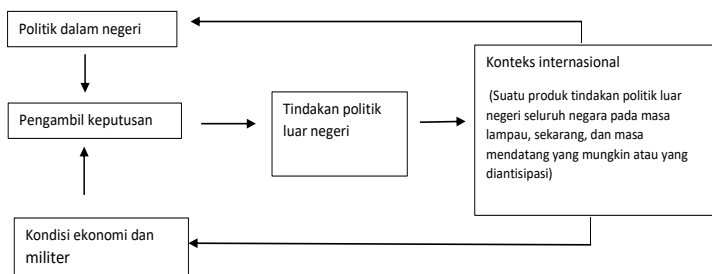 Politik dalam negeri
Pengambil keputusan
Kondisi ekonomi dan
militer
Tindakan politik
luar negeri
Konteks internasional
(Suatu produk tindakan politik luar
negeri seluruh negara pada masa
lampau, sekarang, dan masa
mendatang yang mungkin atau yang
diantisipasi)